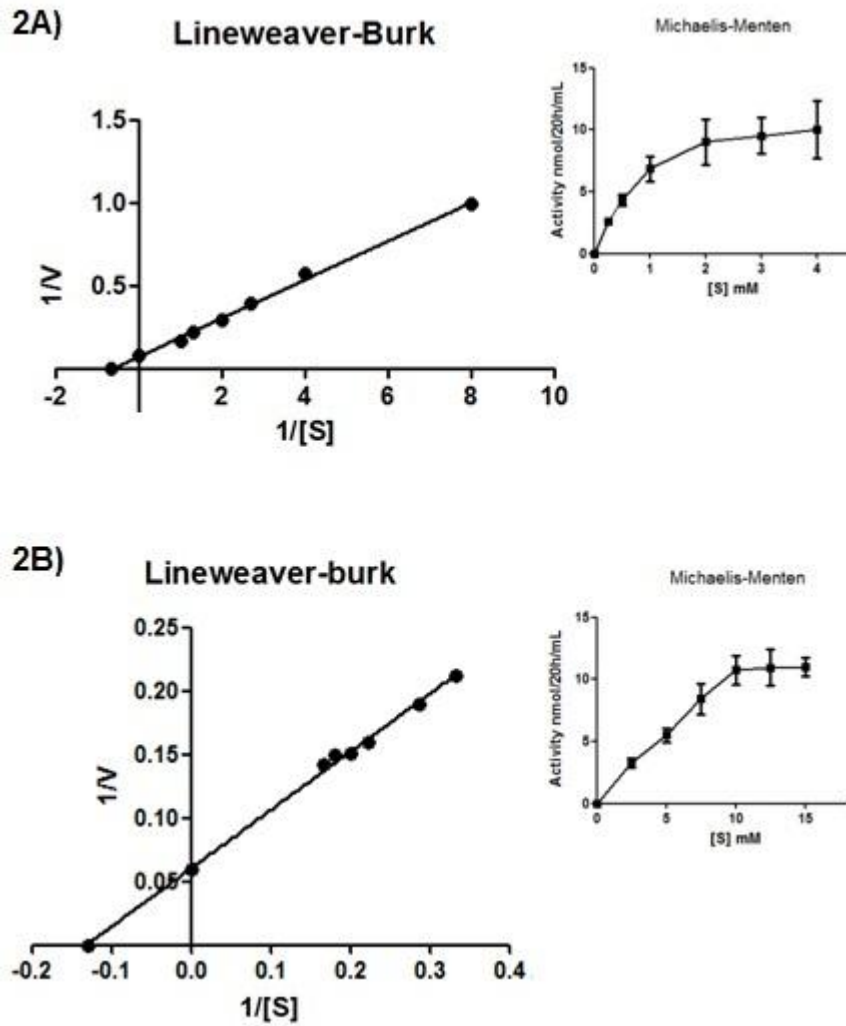 2A)
Lineweaver-Burk
1/V
1.5
1.0
0.5
-2 2 4 6 8 10
1/[S]
Michaelis-Menten
Activity nmol/20h/mL
15
10
5
0
0 1 2 3 4
[S] mM
2B)
Lineweaver-burk
1/V
0.25
0.20
0.15
0.10
0.05
-0.2 -0.1 0.0 0.1 0.2 0.3 0.4
1/[S]
Michaelis-Menten
Activity nmol/20h/mL
15
10
5
0
0 5 10 15
[S] mM